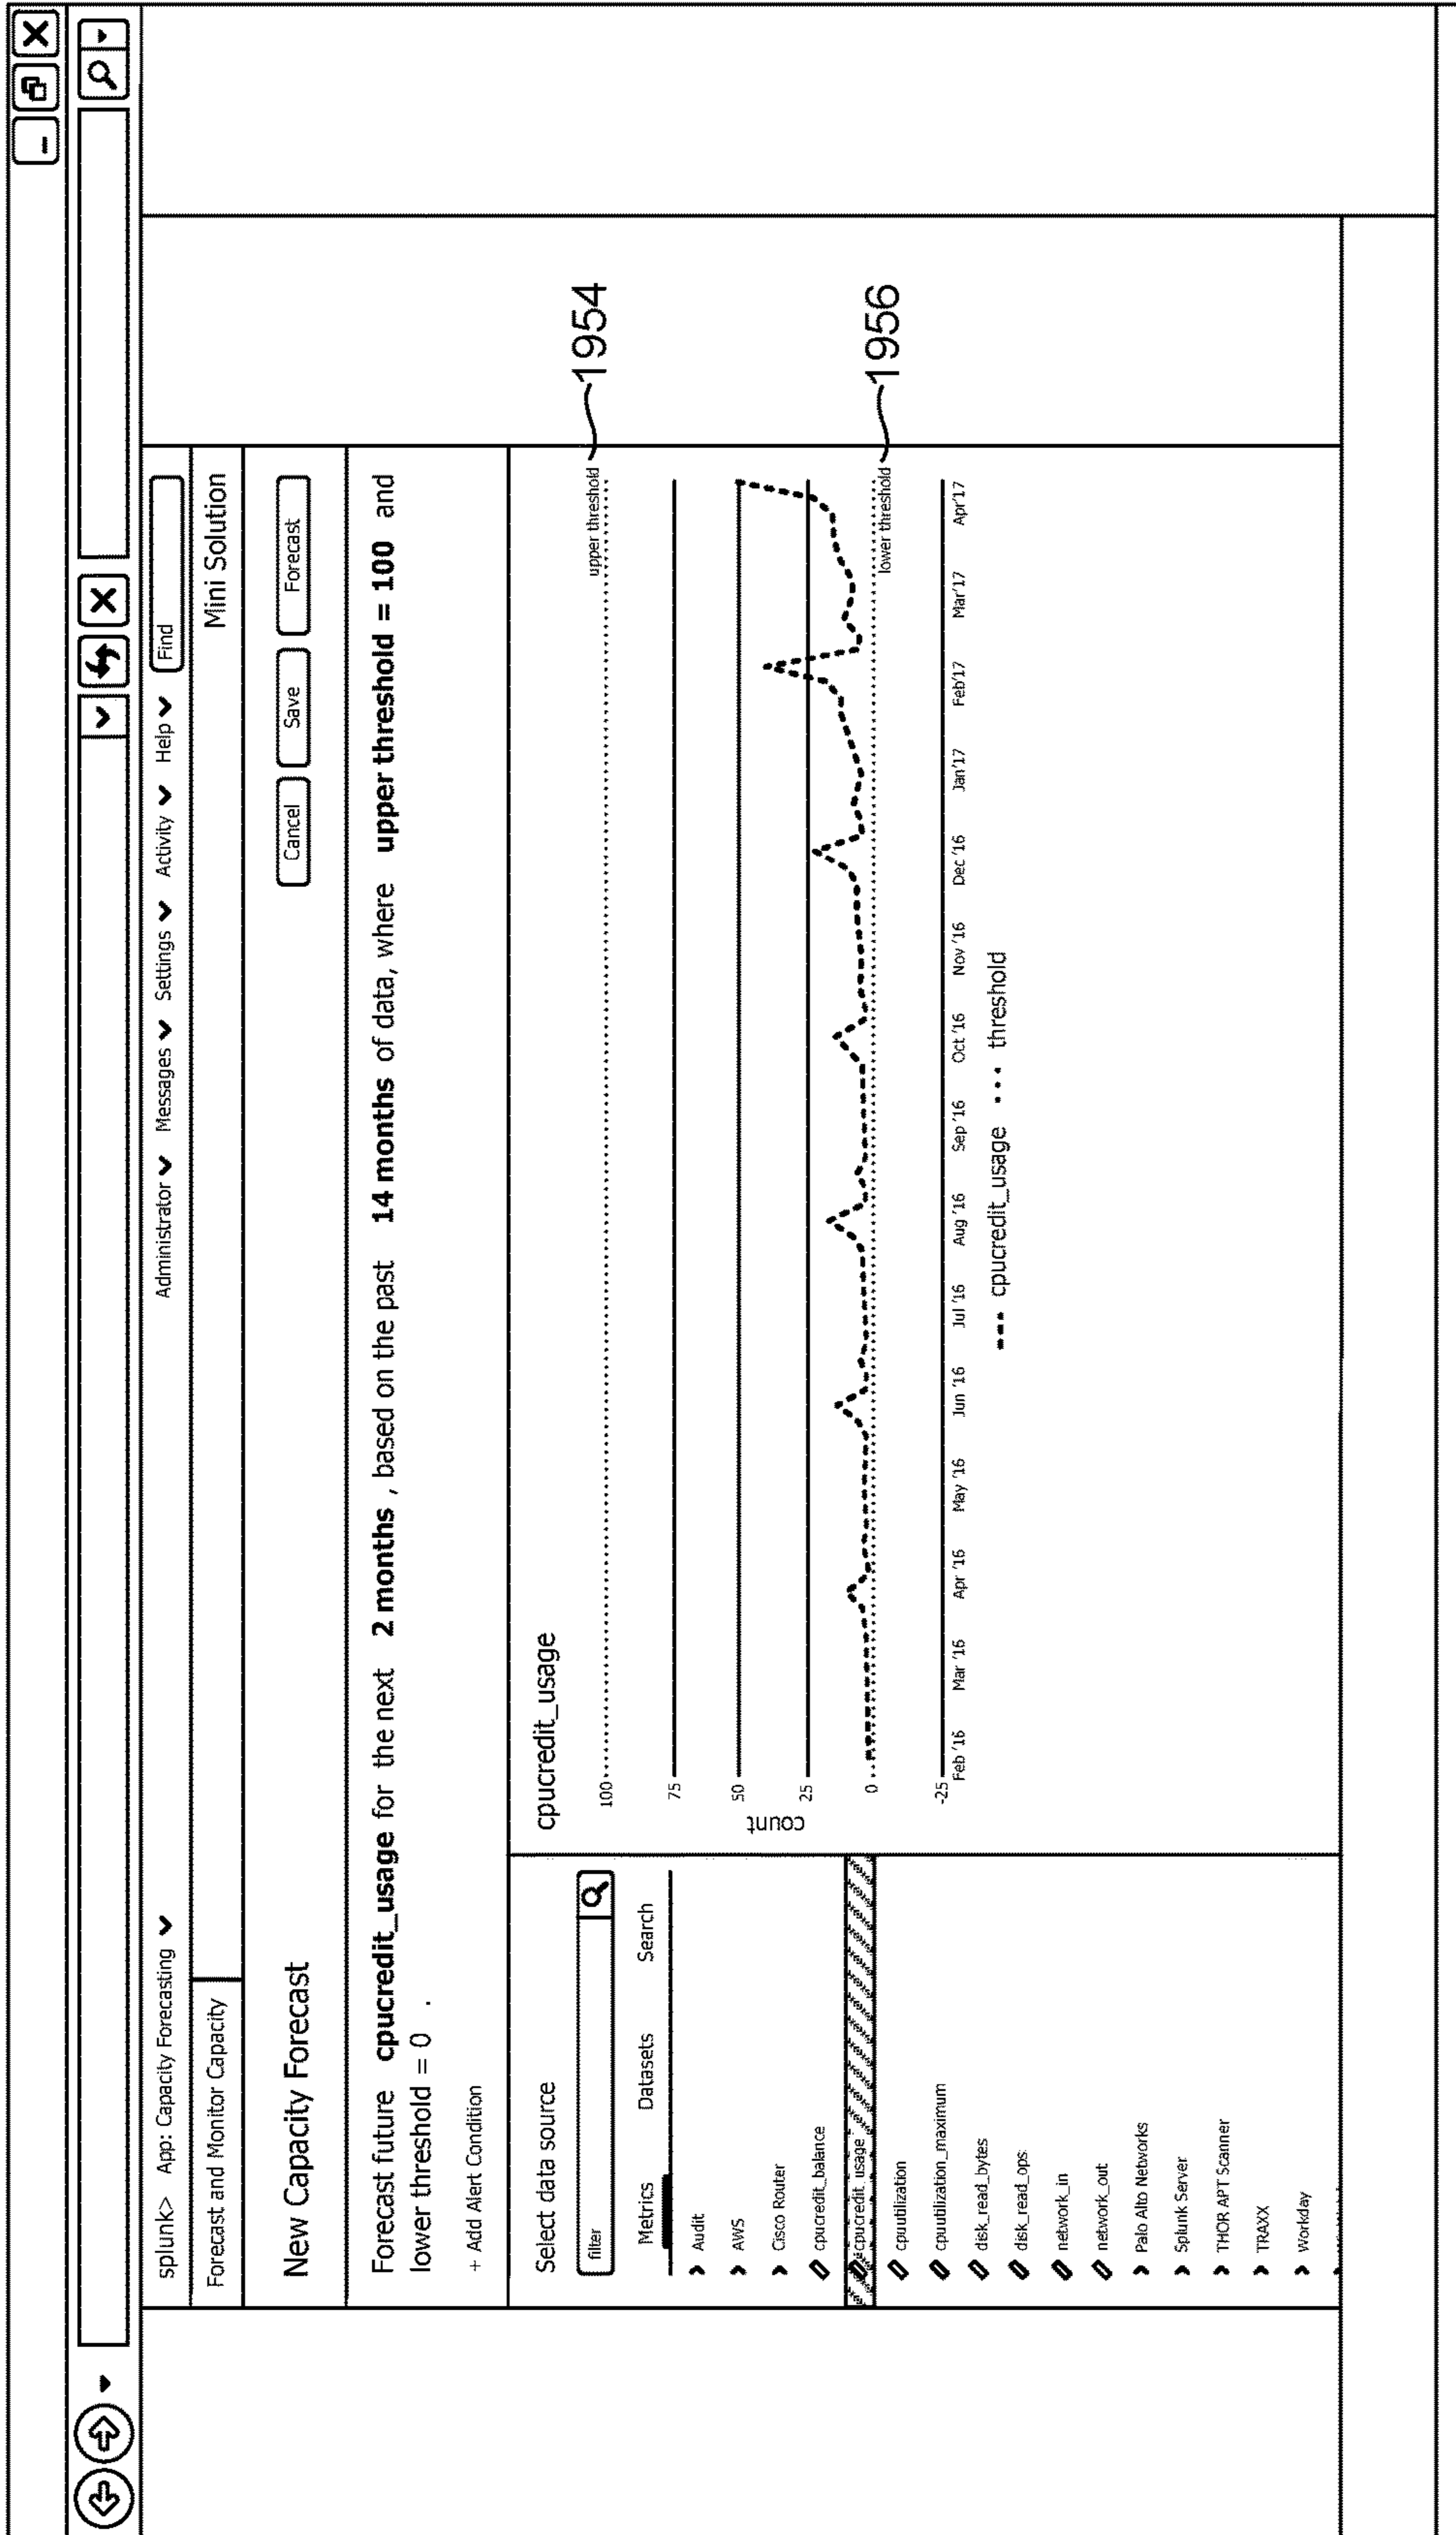 splunk> App: Capacity Forecasting Administrator Messages Settings Activity Help Find
Forecast and Monitor Capacity Mini Solution
New Capacity Forecast Cancel Save Forecast
Forecast future cpucredit_usage for the next 2 months , based on the past 14 months of data, where upper threshold = 100 and
lower threshold = 0 .
+ Add Alert Condition
Select data source
filter
Metrics Datasets Search
Audit
AWS
Cisco Router
cpucredit_balance
cpucredit_usage
cpuutilization
cpuutilization_maximum
disk_read_bytes
disk_read_ops
network_in
network_out
Palo Alto Networks
Splunk Server
THOR APT Scanner
TRAXX
Workday
cpucredit_usage
upper threshold
1954
100
75
50
25
0
-25
count
lower threshold
1956
Feb '16 Mar '16 Apr '16 May '16 Jun '16 Jul '16 Aug '16 Sep '16 Oct '16 Nov '16 Dec '16 Jan'17 Feb'17 Mar'17 Apr'17
cpucredit_usage threshold